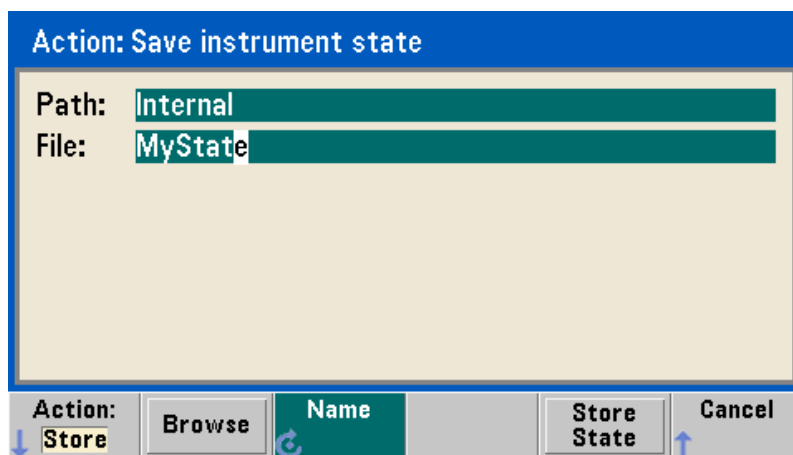 Action: Save instrument state
Path: Internal
File: MyState
Action: Store
Browse
Name
Store State
Cancel